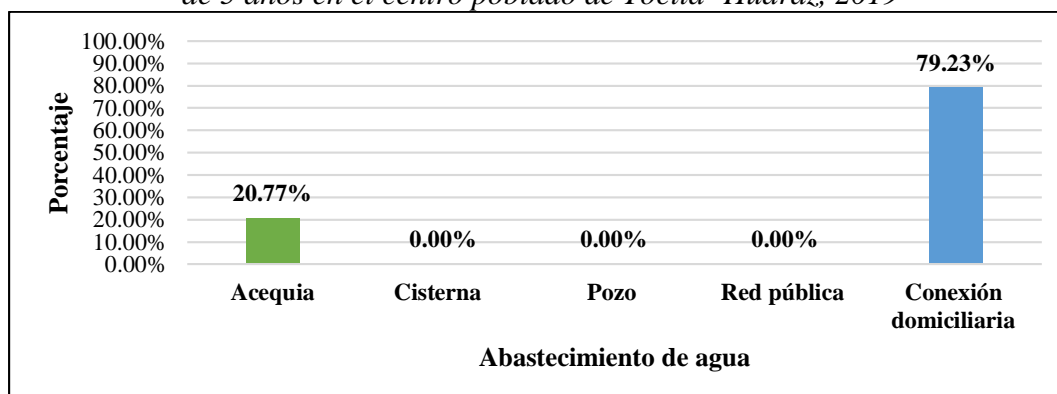 de 5 años en el centro poblado de Toclla- Huaraz, 2019
100.00%
90.00%
80.00%
70.00%
60.00%
50.00%
40.00%
30.00%
20.00%
10.00%
0.00%
Porcentaje
20.77%
0.00%
0.00%
0.00%
79.23%
Acequia
Cisterna
Pozo
Red pública
Conexión
domiciliaria
Abastecimiento de agua